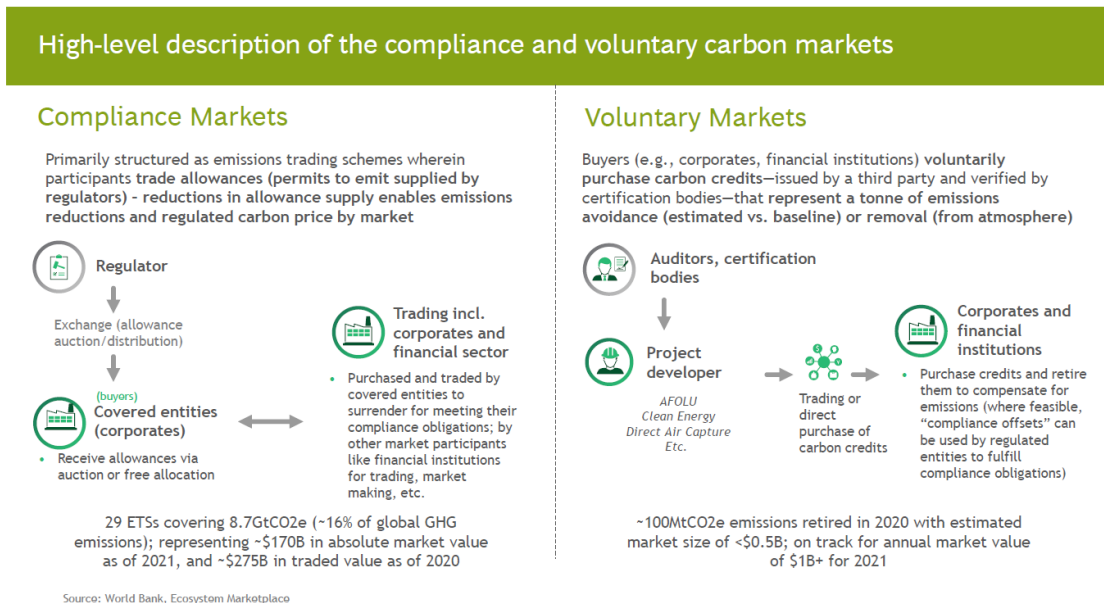 High-level description of the compliance and voluntary carbon markets
Compliance Markets
Primarily structured as emissions trading schemes wherein
participants trade allowances (permits to emit supplied by
regulators) - reductions in allowance supply enables emissions
reductions and regulated carbon price by market
Regulator
Exchange (allowance
auction/distribution)
(buyers)
Covered entities
(corporates)
• Receive allowances via
auction or free allocation
Trading incl.
corporates and
financial sector
• Purchased and traded by
covered entities to
surrender for meeting their
compliance obligations; by
other market participants
like financial institutions
for trading, market
making, etc.
29 ETSs covering 8.7GtCO2e (~16% of global GHG
emissions); representing ~$170B in absolute market value
as of 2021, and ~$275B in traded value as of 2020
Voluntary Markets
Buyers (e.g., corporates, financial institutions) voluntarily
purchase carbon credits—issued by a third party and verified by
certification bodies—that represent a tonne of emissions
avoidance (estimated vs. baseline) or removal (from atmosphere)
Auditors, certification
bodies
Project
developer
AFOLU
Clean Energy
Direct Air Capture
Etc.
Trading or
direct
purchase of
carbon credits
Corporates and
financial
institutions
• Purchase credits and retire
them to compensate for
emissions (where feasible,
“compliance offsets” can
be used by regulated
entities to fulfill
compliance obligations)
~100MtCO2e emissions retired in 2020 with estimated
market size of <$0.5B; on track for annual market value
of $1B+ for 2021
Source: World Bank, Ecosystem Marketplace